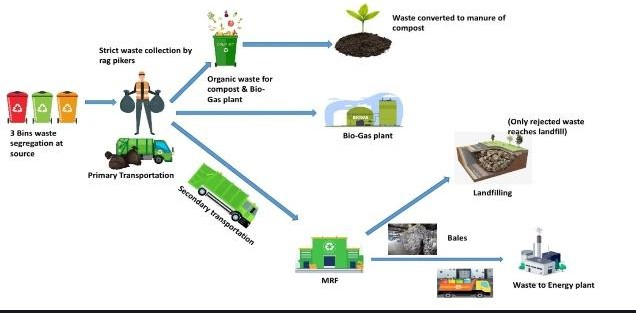 Waste converted to manure of
compost
Strict waste collection by
rag pikers
Organic waste for
compost & Bio-
Gas plant
3 Bins waste
segregation at
source
BIOGAS
Bio-Gas plant
(Only rejected waste
reaches landfill)
Primary Transportation
Landfilling
Secondary transportation
Bales
MRF
Waste to Energy plant